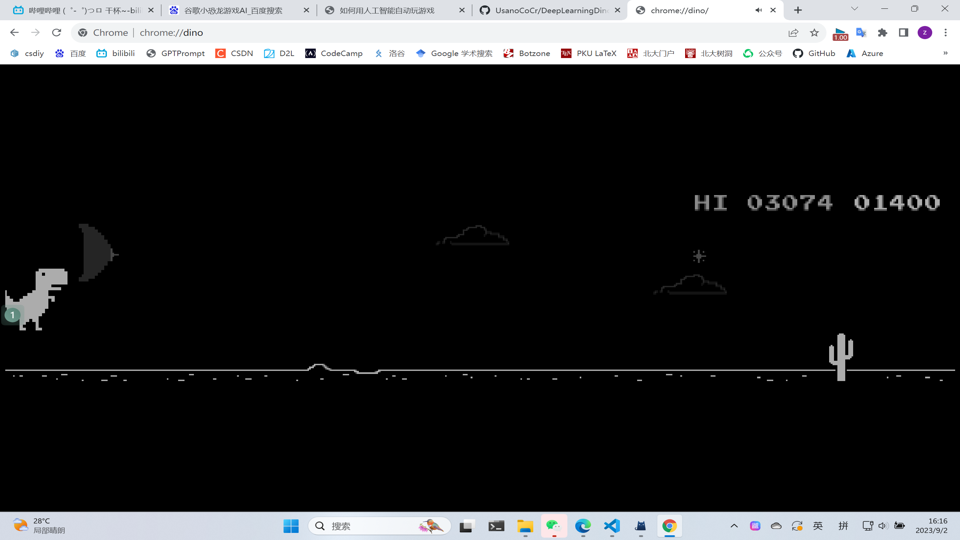 哔哩哔哩 (゜-゜)つロ 干杯~-bili
谷歌小恐龙游戏AI_百度搜索
如何用人工智能自动玩游戏
UsanoCoCr/DeepLearningDin
chrome://dino/
Chrome | chrome://dino
1.00
z
csdiy
百度
bilibili
GPTPrompt
CSDN
D2L
CodeCamp
洛谷
Google 学术搜索
Botzone
PKU LaTeX
北大门户
北大树洞
公众号
GitHub
Azure
»
HI 03074 01400
1
28°C
局部晴朗
搜索
英
拼
16:16
2023/9/2